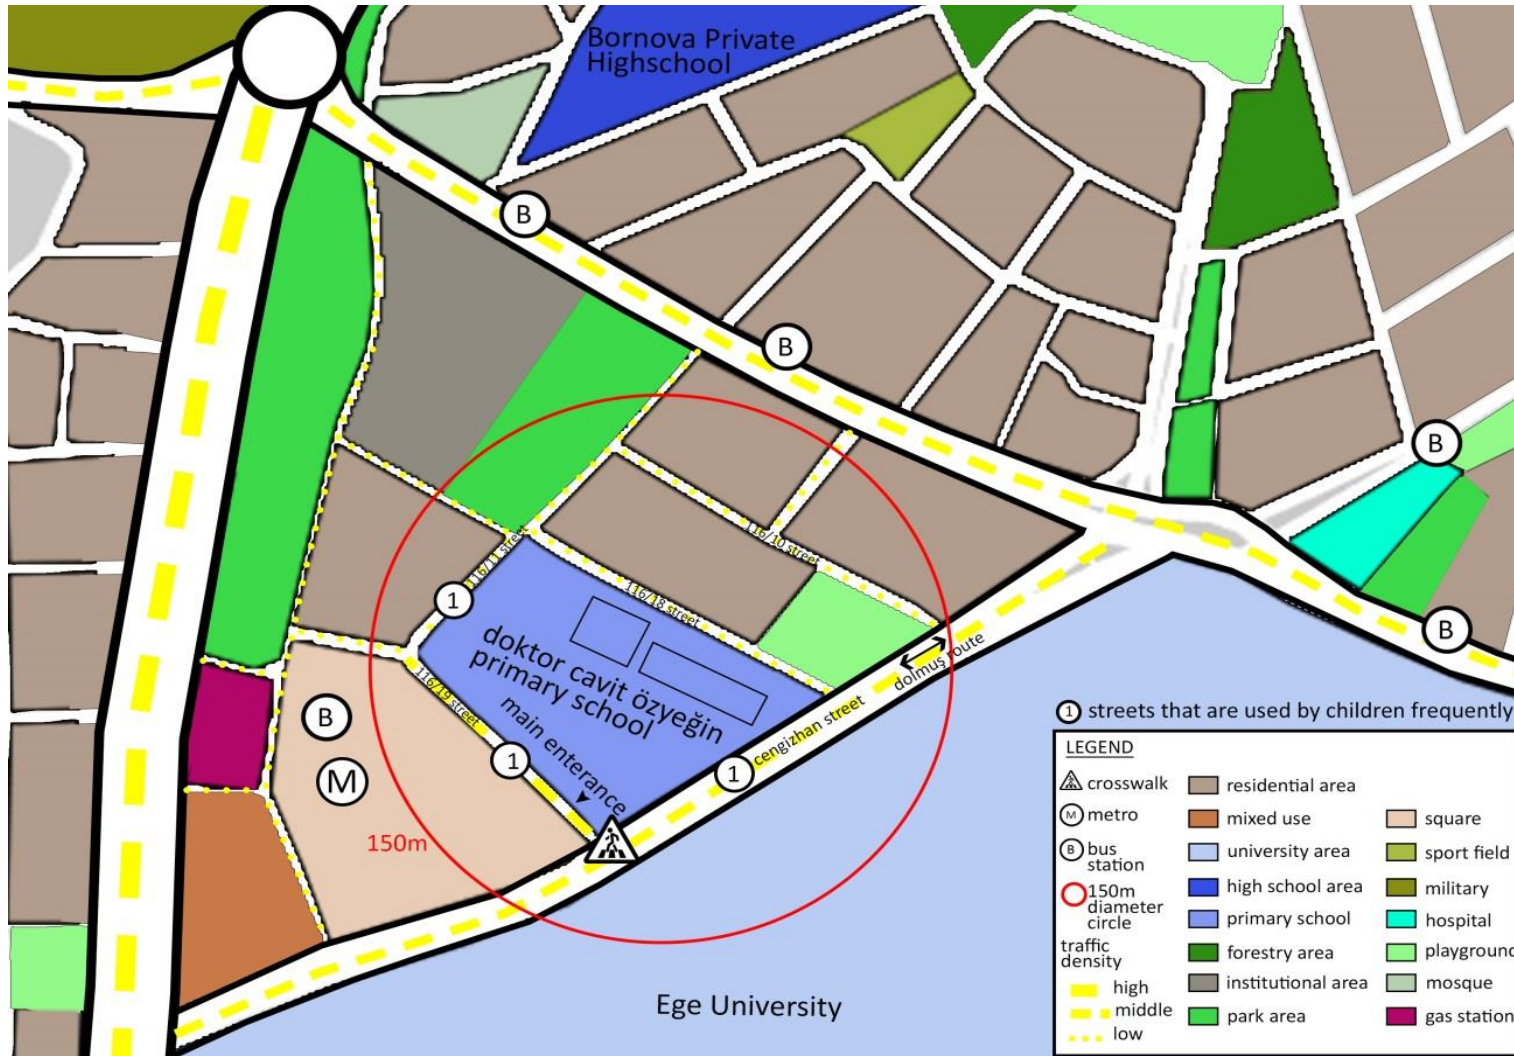 Bornova Private
Highschool
B
B
B
B
116/10 street
116/11 street
1
116/18 street
doktor cavit özyeğin
primary school
main enterance
116/19 street
1
1
cengizhan street
dolmuş route
B
M
150m
Ege University
1 streets that are used by children frequently
LEGEND
crosswalk
M metro
B bus
station
150m
diameter
circle
traffic
density
high
middle
low
residential area
mixed use
university area
high school area
primary school
forestry area
institutional area
park area
square
sport field
military
hospital
playground
mosque
gas station